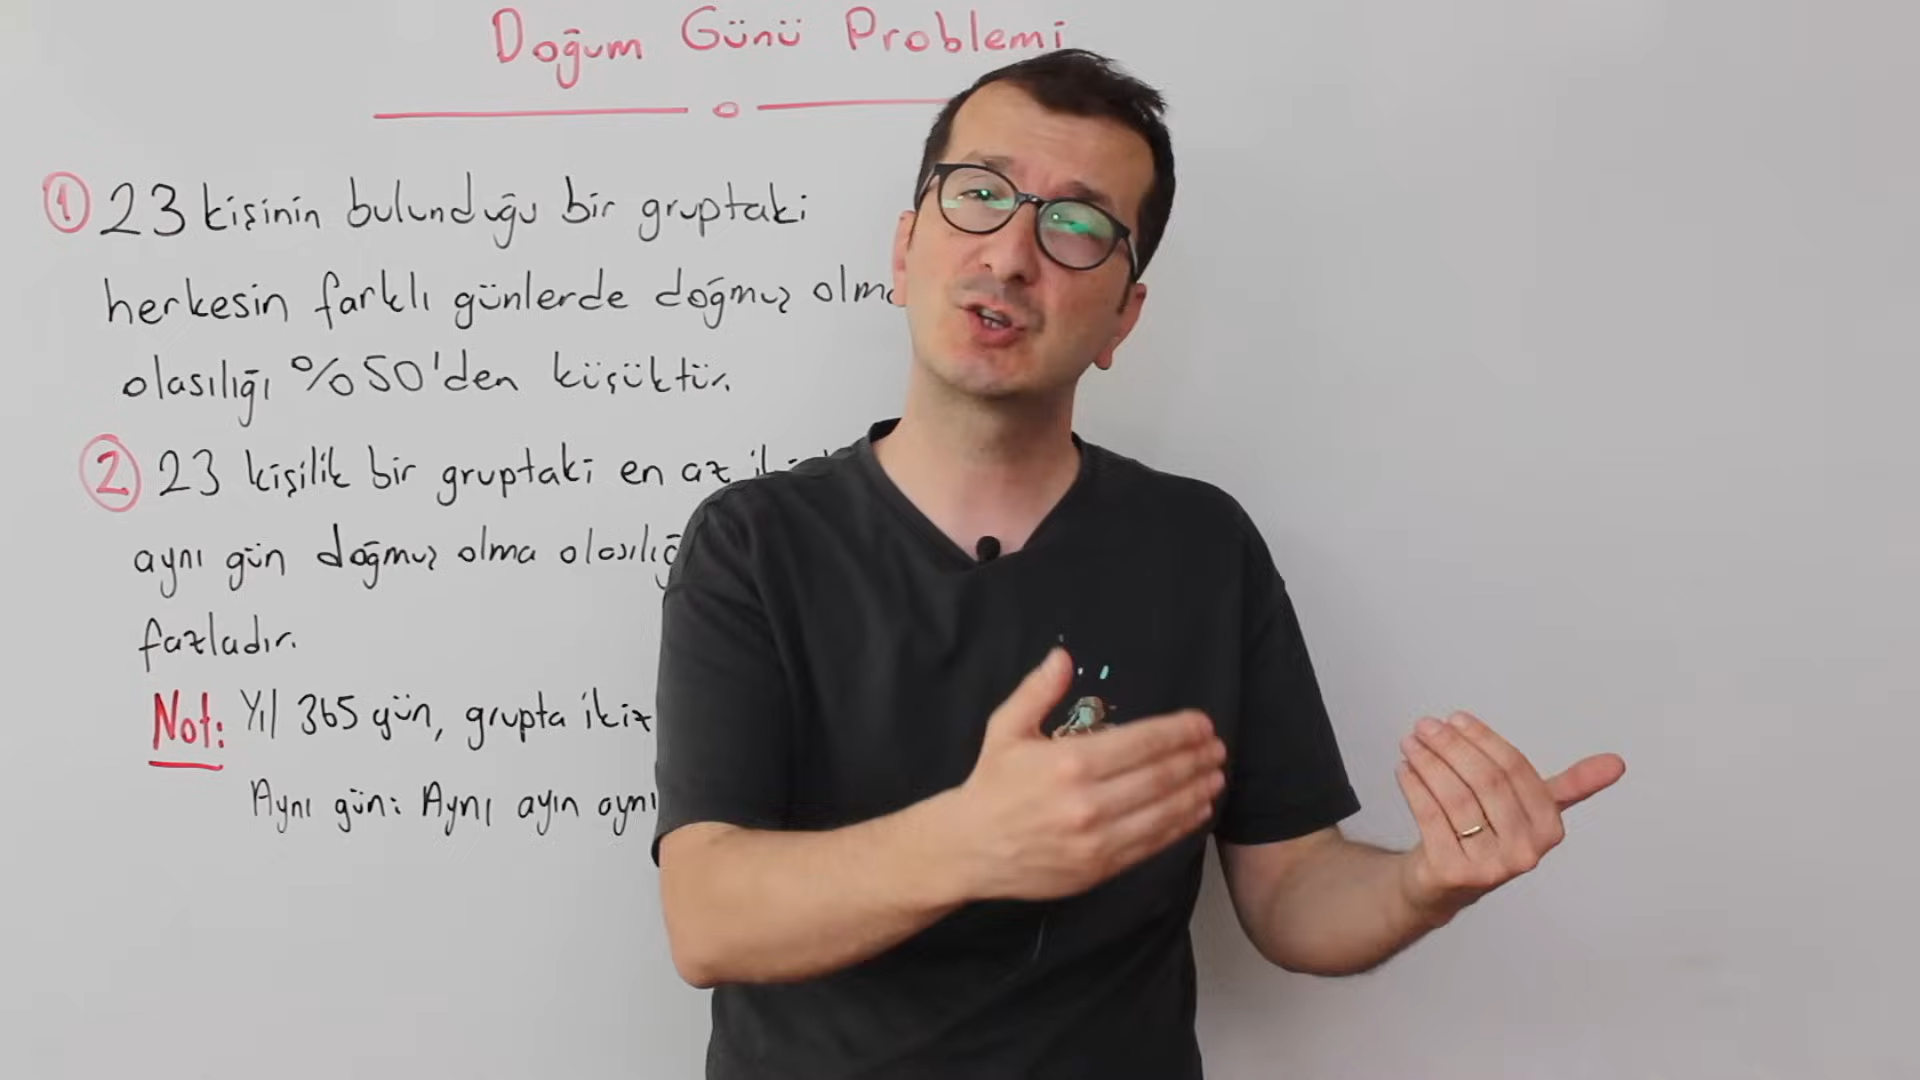 Doğum Günü Problemi
1 23 kişinin bulunduğu bir gruptaki
herkesin farklı günlerde doğmuş
olasılığı %50'den küçüktür.
2 23 kişilik bir gruptaki en az
aynı gün doğmuş olma
fazladır.
Not: Yıl 365 gün, grupta ikiz
Aynı gün: Aynı ayın aynı